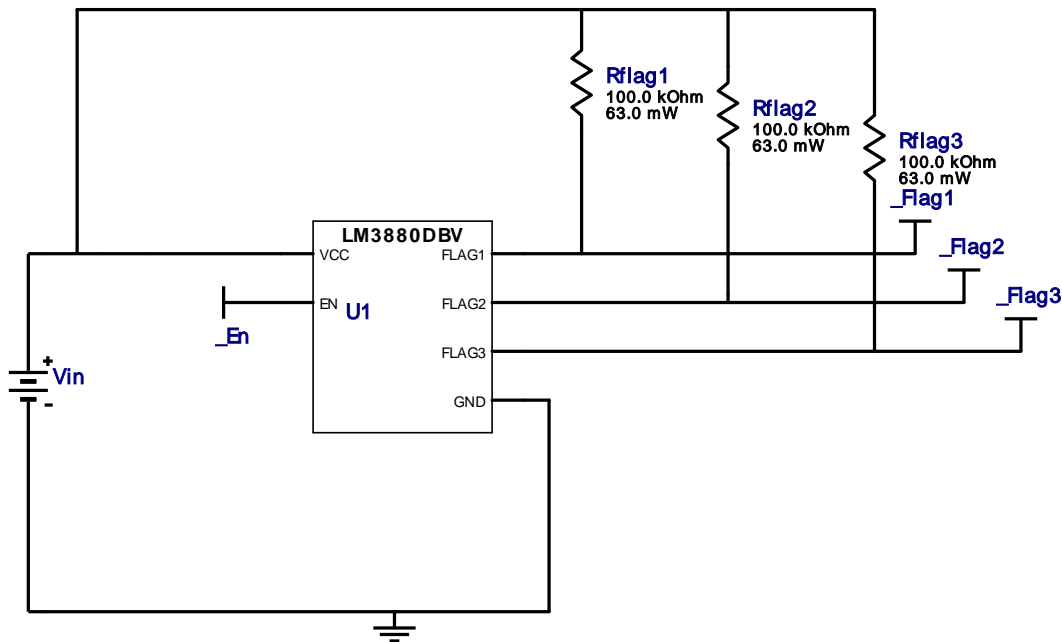 Rflag1
100.0 kOhm
63.0 mW
Rflag2
100.0 kOhm
63.0 mW
Rflag3
100.0 kOhm
63.0 mW
_Flag1
_Flag2
_Flag3
LM3880DBV
VCC
FLAG1
EN
U1
FLAG2
FLAG3
GND
_En
+
Vin
-